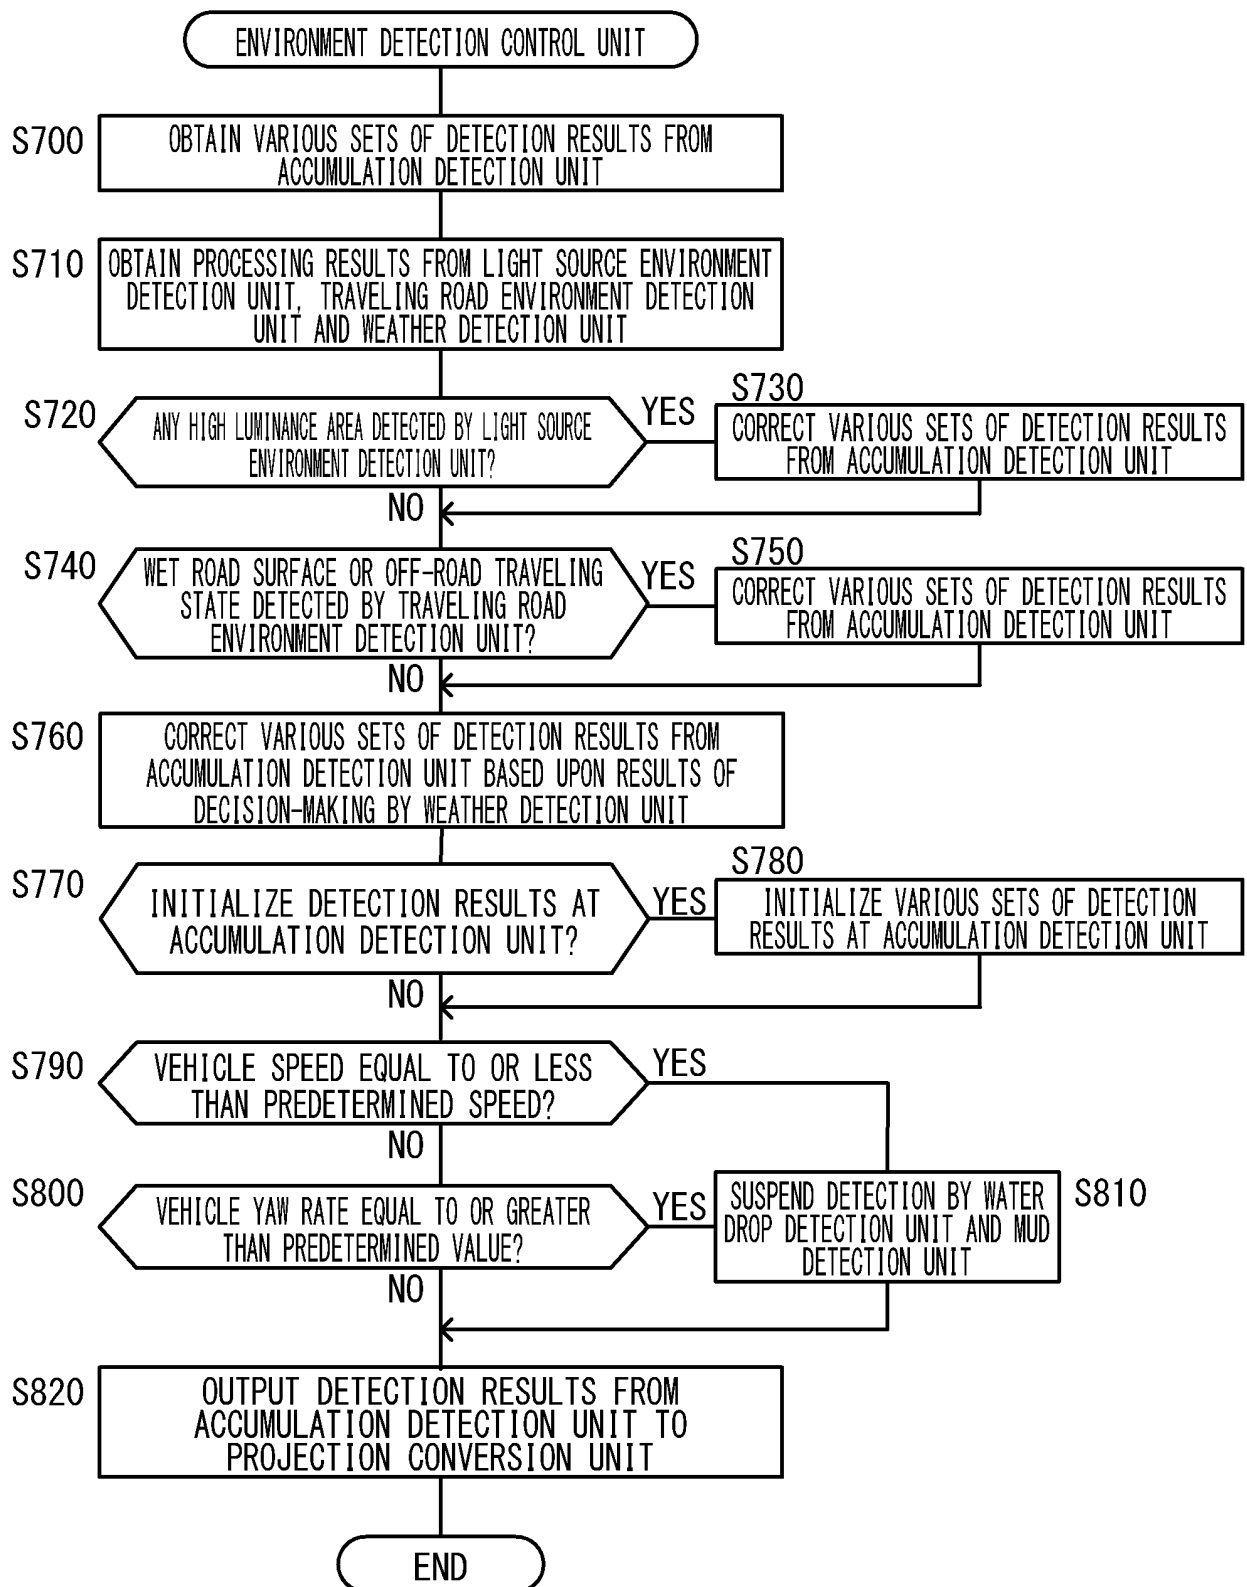 ENVIRONMENT DETECTION CONTROL UNIT
S700
OBTAIN VARIOUS SETS OF DETECTION RESULTS FROM
ACCUMULATION DETECTION UNIT
S710
OBTAIN PROCESSING RESULTS FROM LIGHT SOURCE ENVIRONMENT
DETECTION UNIT, TRAVELING ROAD ENVIRONMENT DETECTION
UNIT AND WEATHER DETECTION UNIT
S720
ANY HIGH LUMINANCE AREA DETECTED BY LIGHT SOURCE
ENVIRONMENT DETECTION UNIT?
YES
S730
CORRECT VARIOUS SETS OF DETECTION RESULTS
FROM ACCUMULATION DETECTION UNIT
NO
S740
WET ROAD SURFACE OR OFF-ROAD TRAVELING
STATE DETECTED BY TRAVELING ROAD
ENVIRONMENT DETECTION UNIT?
YES
S750
CORRECT VARIOUS SETS OF DETECTION RESULTS
FROM ACCUMULATION DETECTION UNIT
NO
S760
CORRECT VARIOUS SETS OF DETECTION RESULTS FROM
ACCUMULATION DETECTION UNIT BASED UPON RESULTS OF
DECISION-MAKING BY WEATHER DETECTION UNIT
S770
INITIALIZE DETECTION RESULTS AT
ACCUMULATION DETECTION UNIT?
YES
S780
INITIALIZE VARIOUS SETS OF DETECTION
RESULTS AT ACCUMULATION DETECTION UNIT
NO
S790
VEHICLE SPEED EQUAL TO OR LESS
THAN PREDETERMINED SPEED?
YES
NO
S800
VEHICLE YAW RATE EQUAL TO OR GREATER
THAN PREDETERMINED VALUE?
YES
SUSPEND DETECTION BY WATER
DROP DETECTION UNIT AND MUD
DETECTION UNIT
S810
NO
S820
OUTPUT DETECTION RESULTS FROM
ACCUMULATION DETECTION UNIT TO
PROJECTION CONVERSION UNIT
END